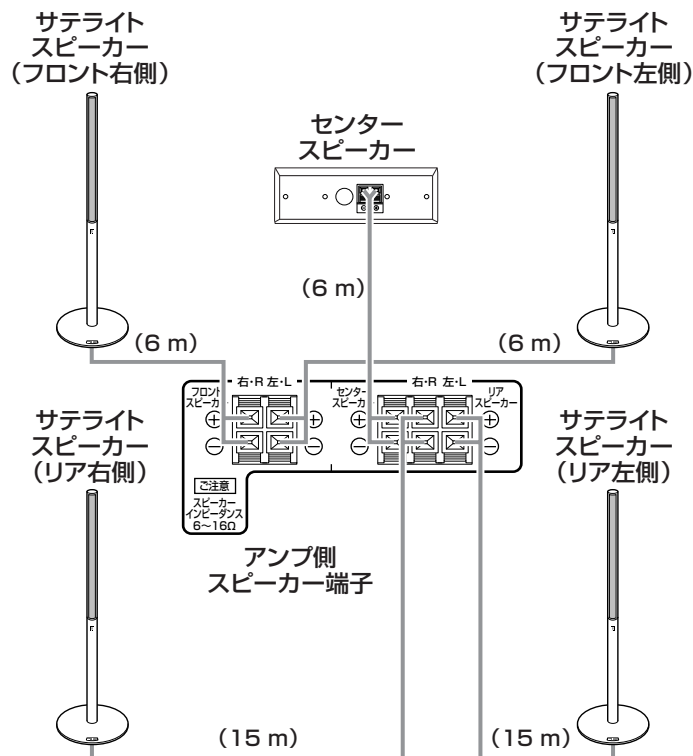 サテライト
スピーカー
（フロント右側）
サテライト
スピーカー
（フロント左側）
センター
スピーカー
（6 m）
（6 m）
（6 m）
フロント
スピーカー
右・R 左・L
センター
スピーカー
右・R 左・L
リア
スピーカー
ご注意
スピーカー
インピーダンス
6〜16Ω
アンプ側
スピーカー端子
サテライト
スピーカー
（リア右側）
サテライト
スピーカー
（リア左側）
（15 m）
（15 m）